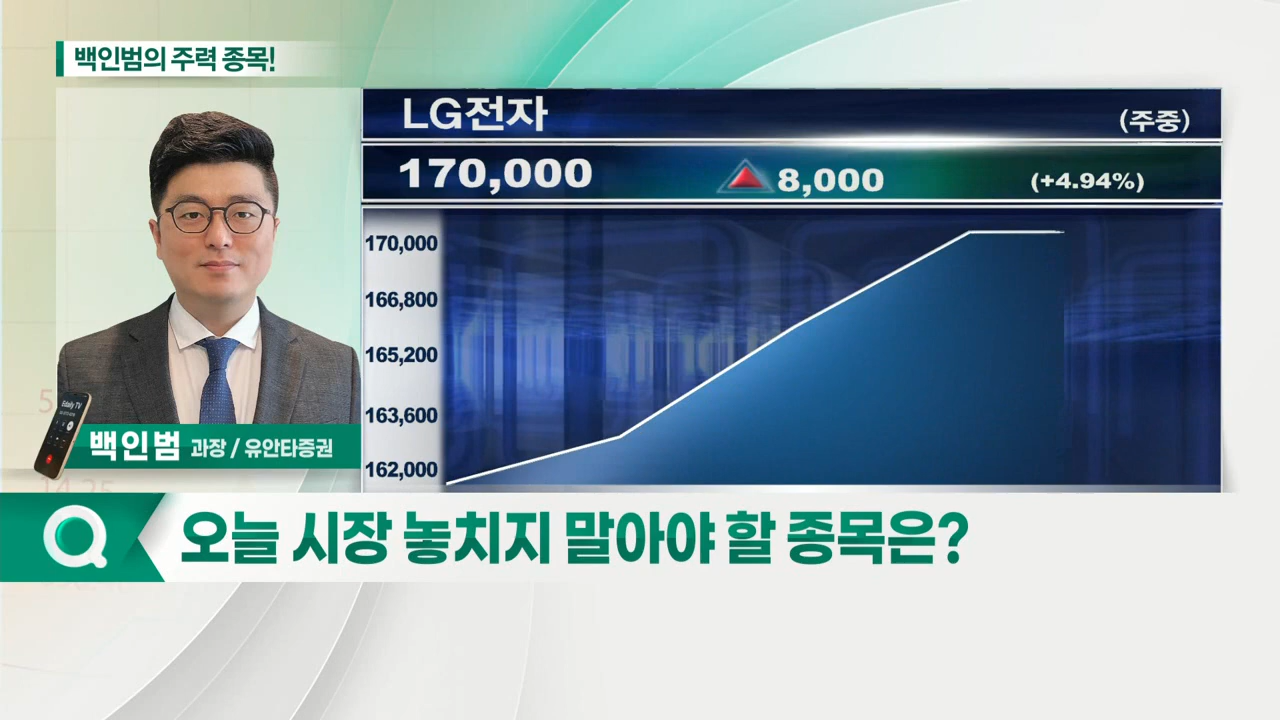 백인범의 주력 종목!
LG전자
(주중)
170,000
8,000
(+4.94%)
170,000
166,800
165,200
163,600
162,000
Edaily TV
백인범 과장 / 유안타증권
오늘 시장 놓치지 말아야 할 종목은?